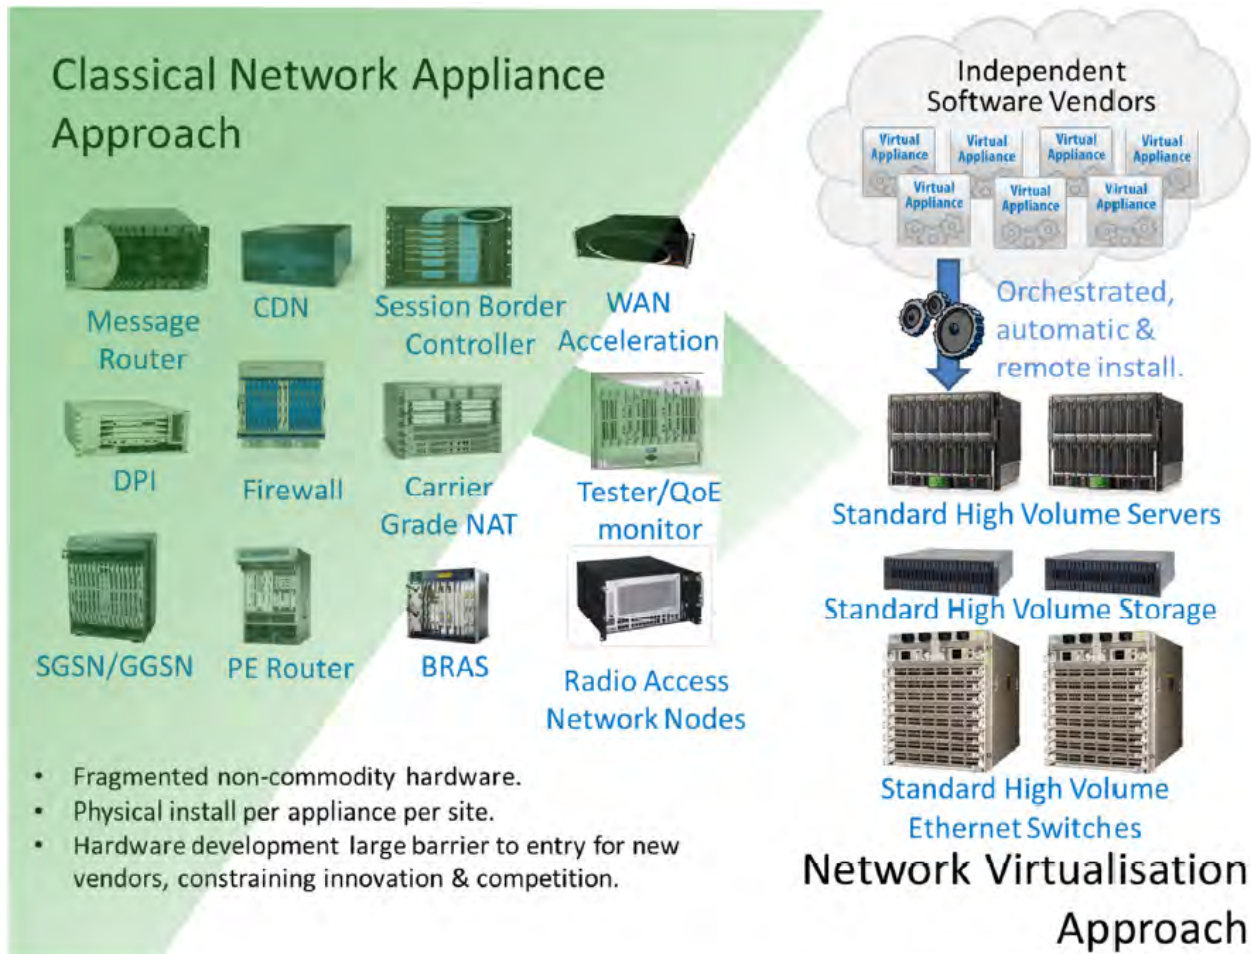 Classical Network Appliance
Approach
Message
Router
CDN
Session Border
Controller
WAN
Acceleration
DPI
Firewall
Carrier
Grade NAT
Tester/QoE
monitor
SGSN/GGSN
PE Router
BRAS
Radio Access
Network Nodes
• Fragmented non-commodity hardware.
• Physical install per appliance per site.
• Hardware development large barrier to entry for new
vendors, constraining innovation & competition.
Independent
Software Vendors
Virtual
Appliance
Virtual
Appliance
Virtual
Appliance
Virtual
Appliance
Virtual
Appliance
Virtual
Appliance
Virtual
Appliance
Orchestrated,
automatic &
remote install.
Standard High Volume Servers
Standard High Volume Storage
Standard High Volume
Ethernet Switches
Network Virtualisation
Approach